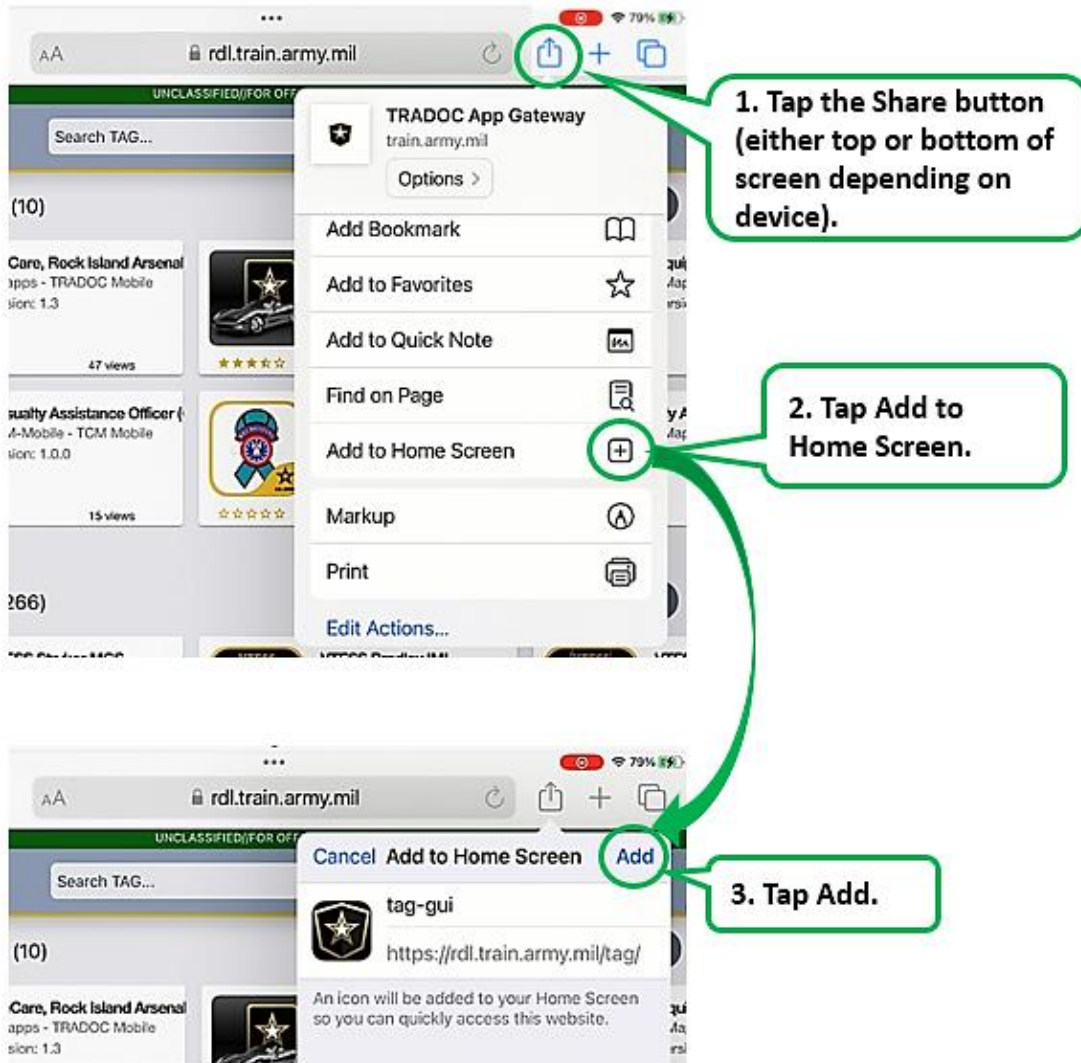 79%
AA
rdl.train.army.mil
UNCLASSIFIED//FOR OFF
Search TAG...
TRADOC App Gateway
train.army.mil
Options >
1. Tap the Share button
(either top or bottom of
screen depending on
device).
(10)
Care, Rock Island Arsenal
apps - TRADOC Mobile
sion: 1.3
47 views
Add Bookmark
Add to Favorites
Add to Quick Note
Find on Page
Add to Home Screen
Markup
Print
Edit Actions...
2. Tap Add to
Home Screen.
sualty Assistance Officer (
M-Mobile - TCM Mobile
sion: 1.0.0
15 views
266)
79%
AA
rdl.train.army.mil
UNCLASSIFIED//FOR OFF
Search TAG...
Cancel Add to Home Screen Add
tag-gui
https://rdl.train.army.mil/tag/
An icon will be added to your Home Screen
so you can quickly access this website.
3. Tap Add.
(10)
Care, Rock Island Arsenal
apps - TRADOC Mobile
sion: 1.3